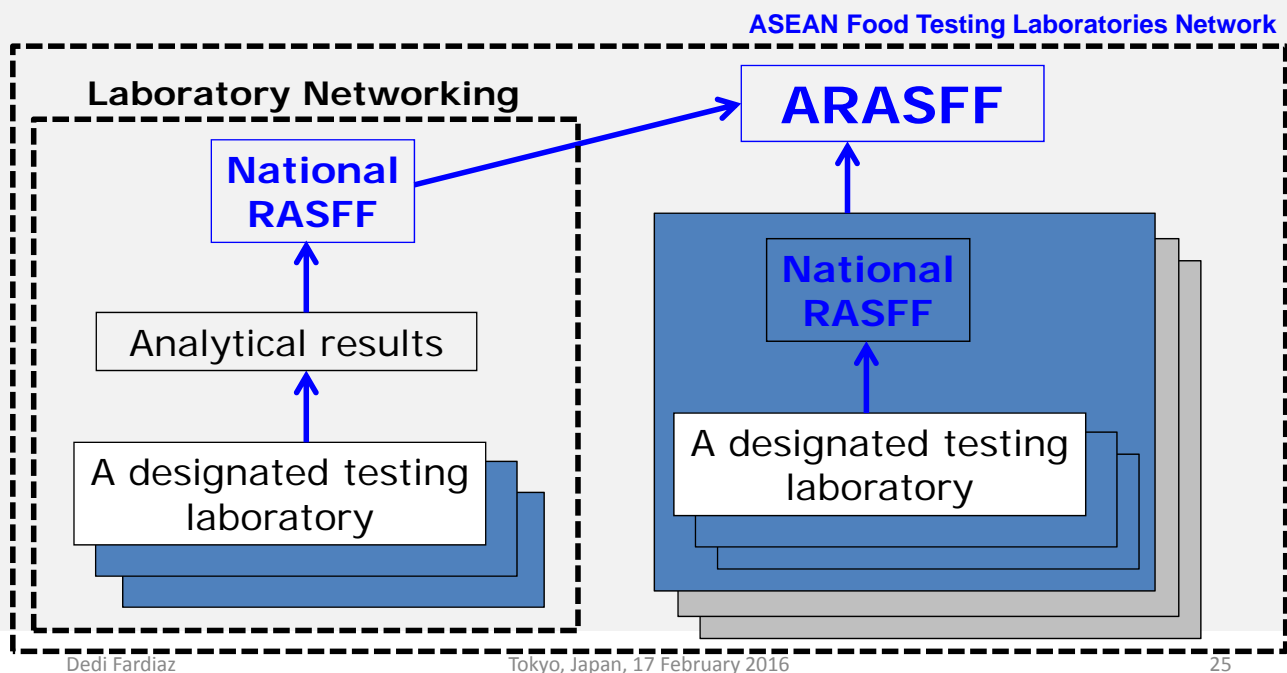 ASEAN Food Testing Laboratories Network
Laboratory Networking
ARASFF
National
RASFF
Analytical results
A designated testing
laboratory
National
RASFF
A designated testing
laboratory
Dedi Fardiaz
Tokyo, Japan, 17 February 2016
25